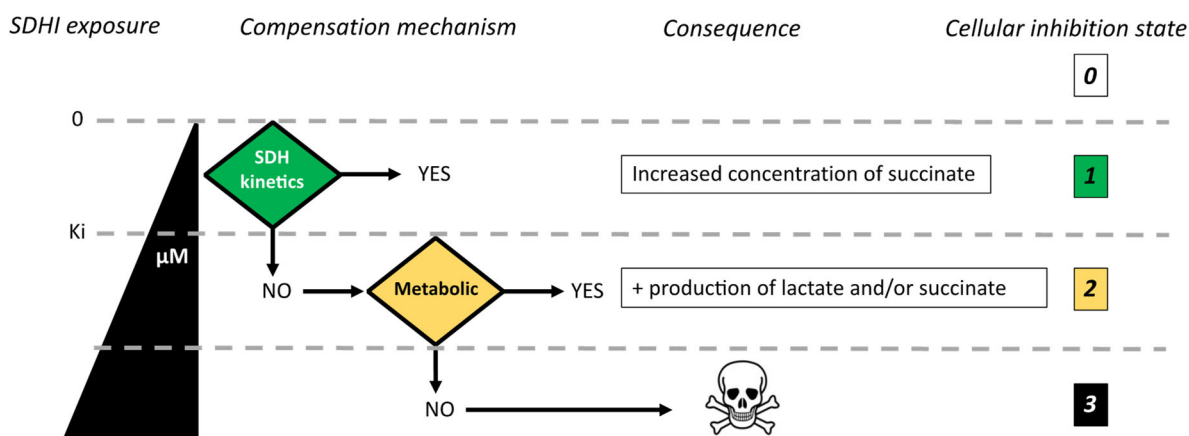 SDHI exposure Compensation mechanism Consequence Cellular inhibition state
0
0
SDH
kinetics
YES
Increased concentration of succinate
1
Ki
μM
NO
Metabolic
YES
+ production of lactate and/or succinate
2
NO
3